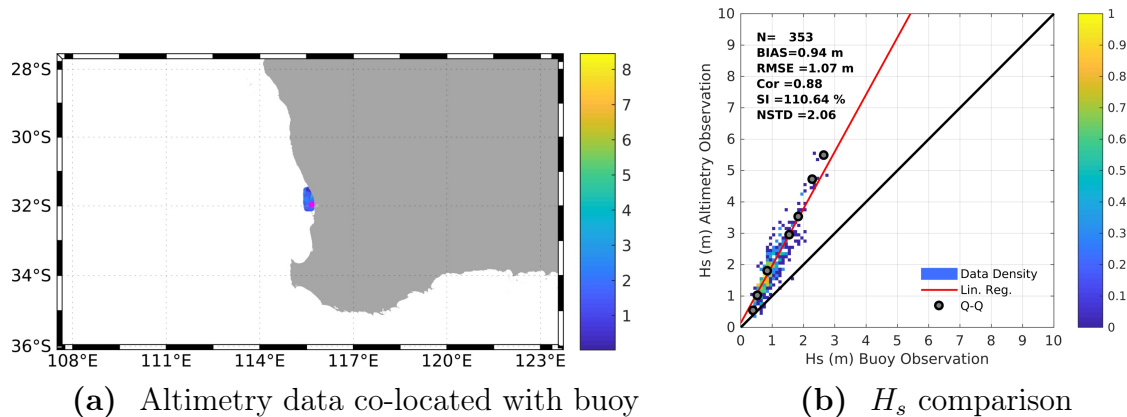 28°S
30°S
32°S
34°S
36°S
108°E 111°E 114°E 117°E 120°E 123°E
8
7
6
5
4
3
2
1
(a) Altimetry data co-located with buoy
Hs (m) Altimetry Observation
10
9
8
7
6
5
4
3
2
1
0
N= 353
BIAS=0.94 m
RMSE =1.07 m
Cor =0.88
SI =110.64 %
NSTD =2.06
Data Density
Lin. Reg.
Q-Q
0 1 2 3 4 5 6 7 8 9 10
Hs (m) Buoy Observation
1
0.9
0.8
0.7
0.6
0.5
0.4
0.3
0.2
0.1
0
(b) Hs comparison